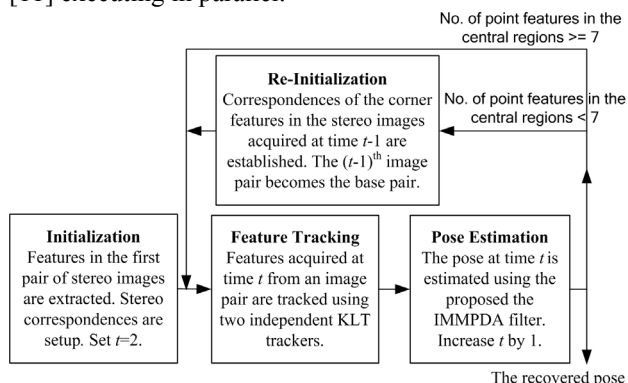 [11] executing in parallel.
No. of point features in the
central regions >= 7
Re-Initialization
Correspondences of the corner
features in the stereo images
acquired at time t-1 are
established. The (t-1)th image
pair becomes the base pair.
No. of point features in the
central regions < 7
Initialization
Features in the first
pair of stereo images
are extracted. Stereo
correspondences are
setup. Set t=2.
Feature Tracking
Features acquired at
time t from an image
pair are tracked using
two independent KLT
trackers.
Pose Estimation
The pose at time t is
estimated using the
proposed the
IMMPDA filter.
Increase t by 1.
The recovered pose